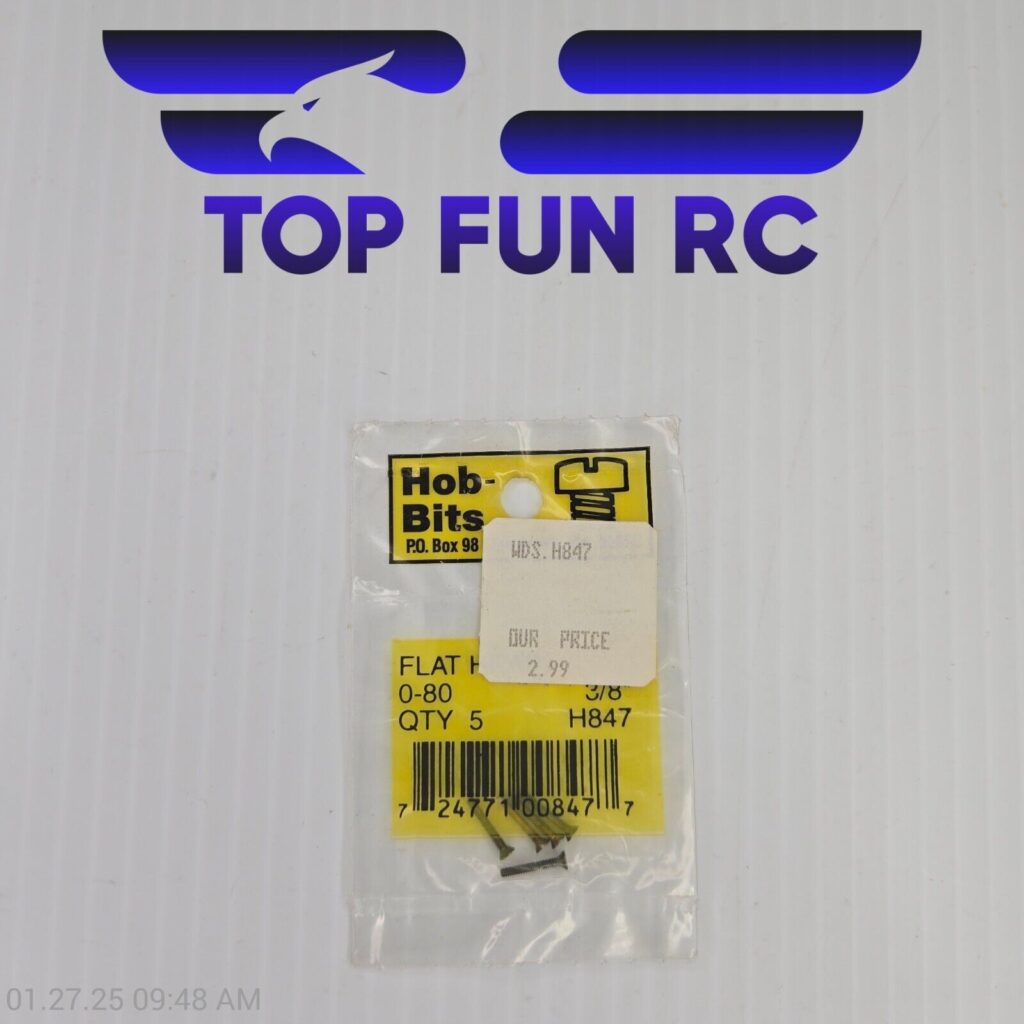 TOP FUN RC
Hob-
Bits
P.O. Box 98
WDS.H847
OUR PRICE
2.99
FLAT H
0-80 3/8"
QTY 5 H847
7 24771 00847 7
01.27.25 09:48 AM